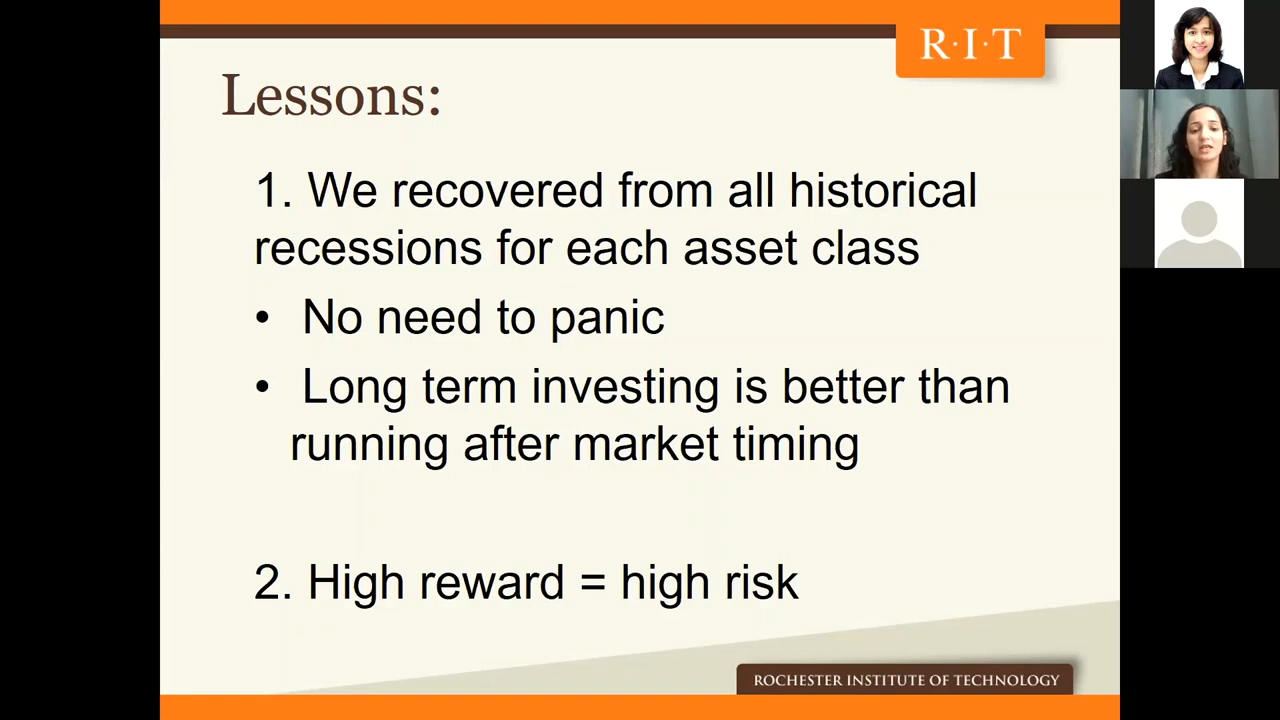 R·I·T
Lessons:
1. We recovered from all historical
recessions for each asset class
• No need to panic
• Long term investing is better than
running after market timing
2. High reward = high risk
ROCHESTER INSTITUTE OF TECHNOLOGY